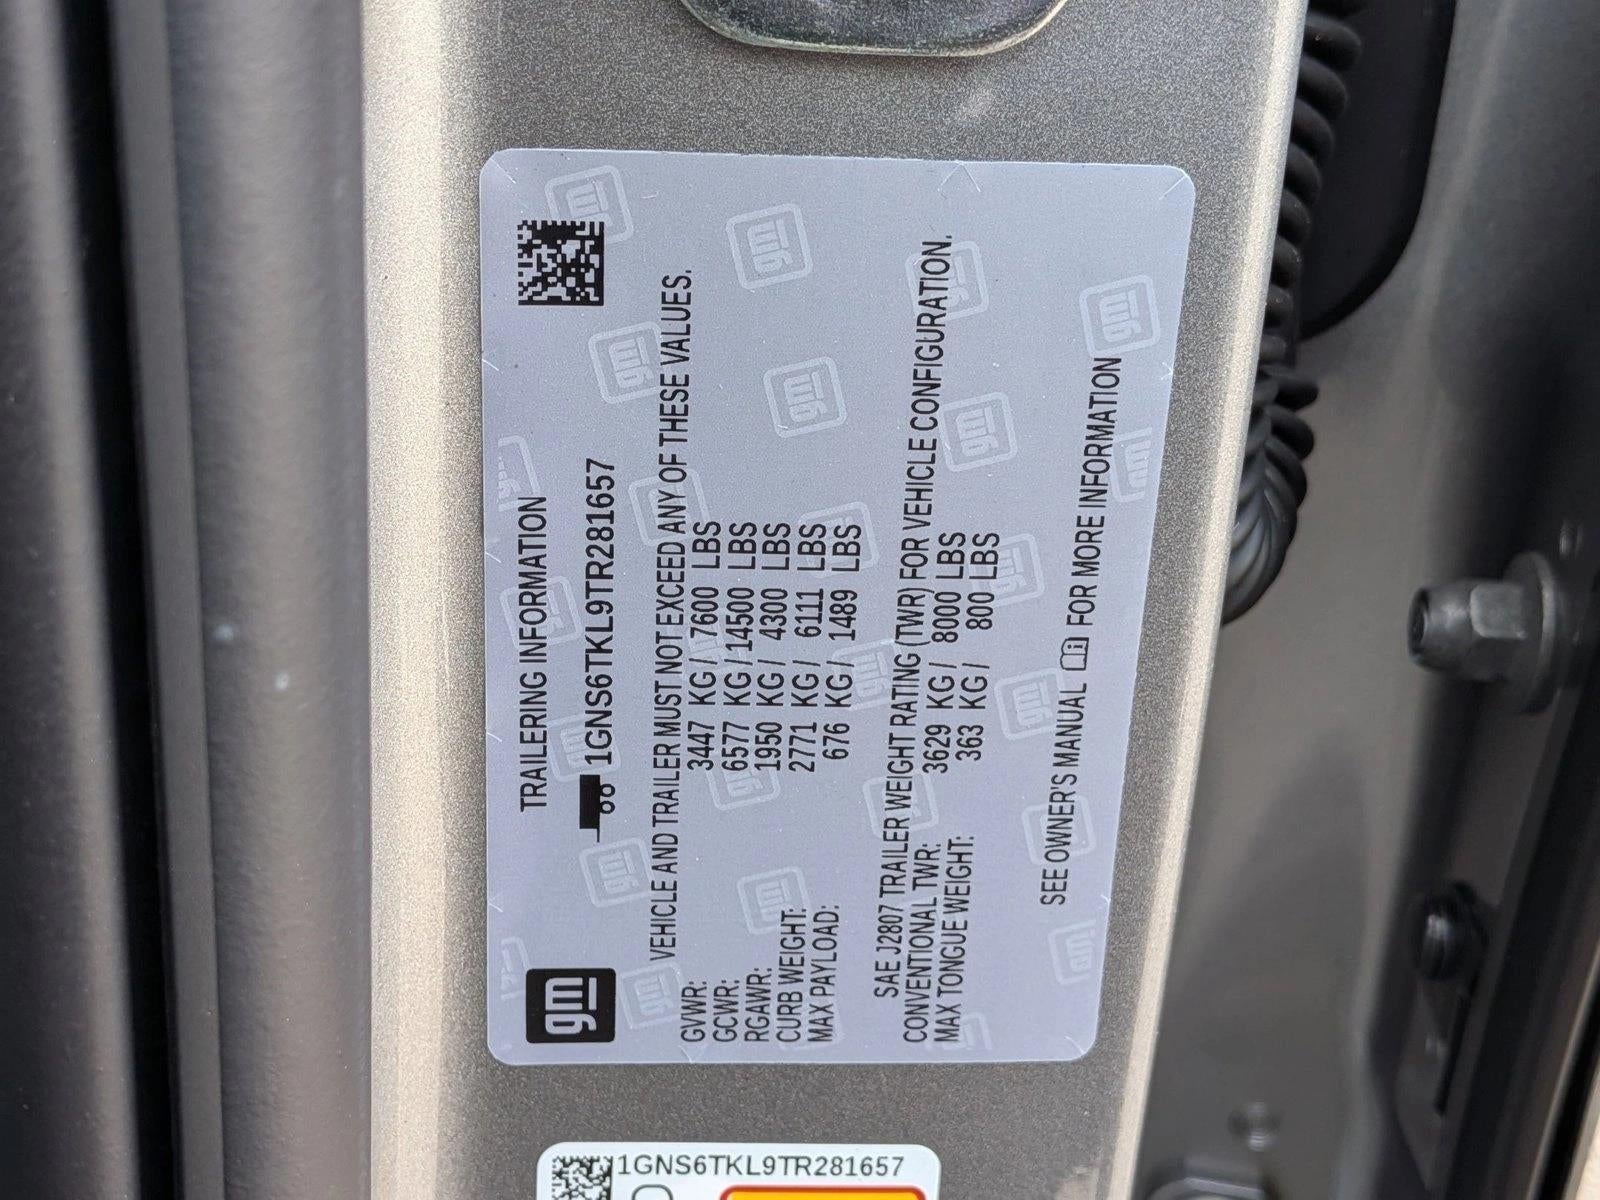 gm
TRAILERING INFORMATION
1GNS6TKL9TR281657
VEHICLE AND TRAILER MUST NOT EXCEED ANY OF THESE VALUES.
GVWR: 3447 KG / 7600 LBS
GCWR: 6577 KG / 14500 LBS
RGAWR: 1950 KG / 4300 LBS
CURB WEIGHT: 2771 KG / 6111 LBS
MAX PAYLOAD: 676 KG / 1489 LBS
SAE J2807 TRAILER WEIGHT RATING (TWR) FOR VEHICLE CONFIGURATION.
CONVENTIONAL TWR: 3629 KG / 8000 LBS
MAX TONGUE WEIGHT: 363 KG / 800 LBS
SEE OWNER'S MANUAL FOR MORE INFORMATION
1GNS6TKL9TR281657